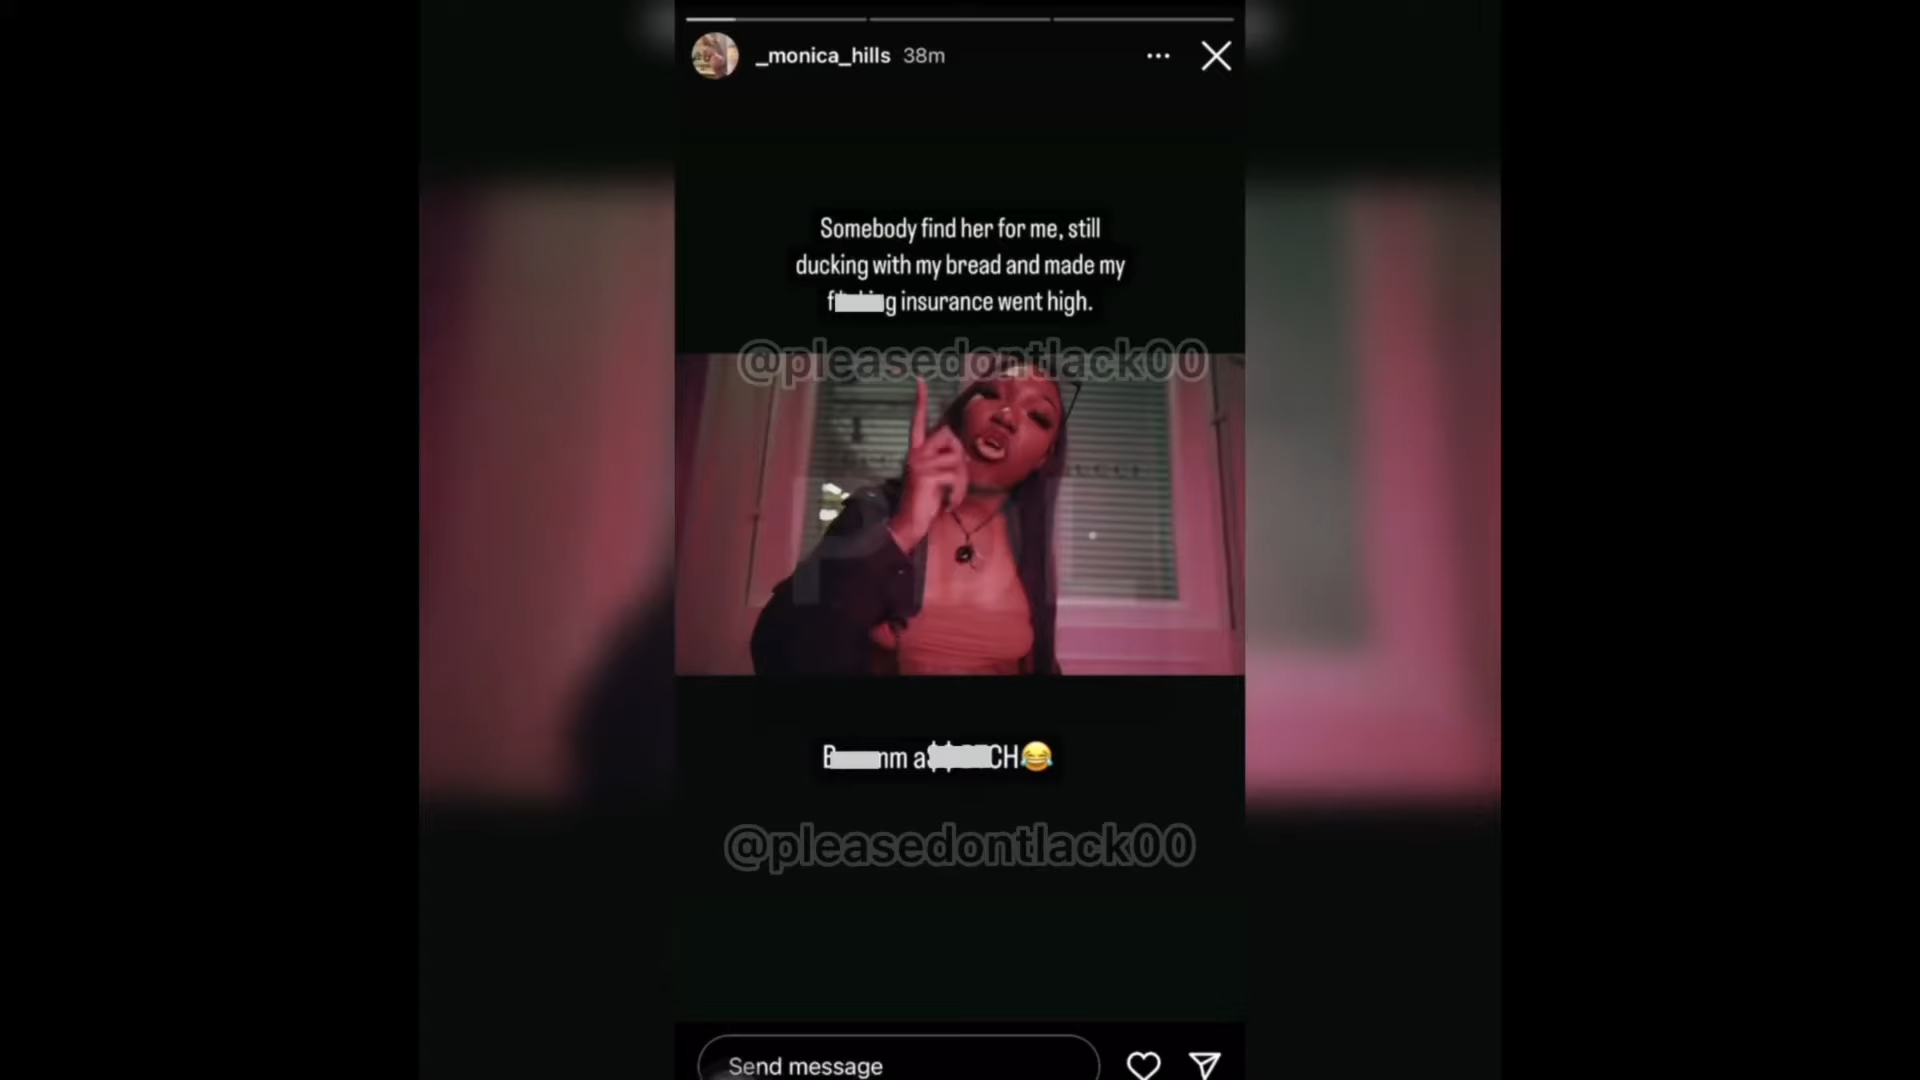 _monica_hills 38m
Somebody find her for me, still
ducking with my bread and made my
insurance went high.
@pleasedontlack00
@pleasedontlack00
Send message